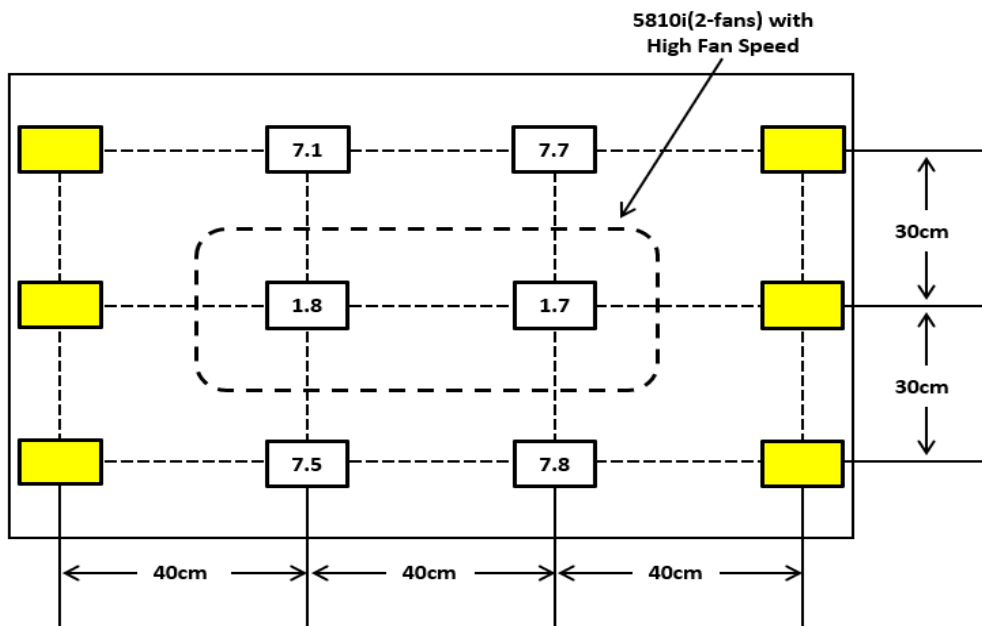 5810i(2-fans) with
High Fan Speed
7.1
7.7
30cm
1.8
1.7
30cm
7.5
7.8
40cm
40cm
40cm